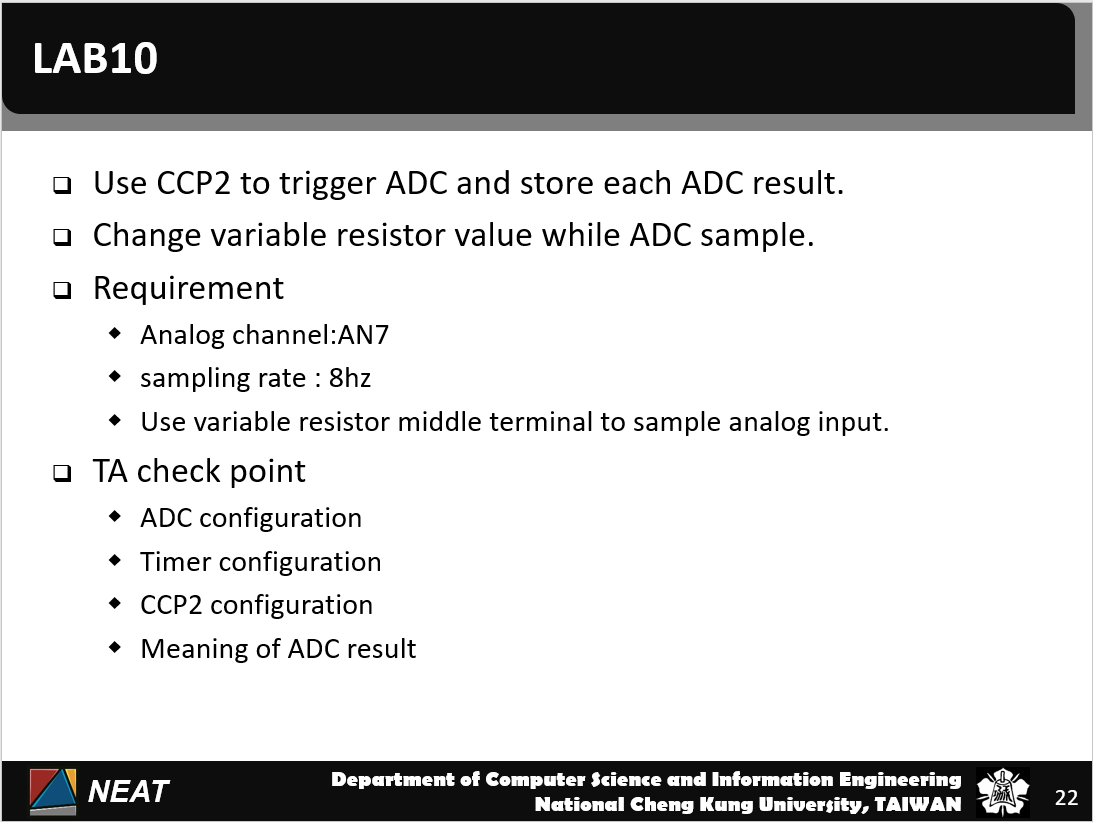 LAB10
Use CCP2 to trigger ADC and store each ADC result.
Change variable resistor value while ADC sample.
Requirement
Analog channel:AN7
sampling rate : 8hz
Use variable resistor middle terminal to sample analog input.
TA check point
ADC configuration
Timer configuration
CCP2 configuration
Meaning of ADC result
NEAT
Department of Computer Science and Information Engineering
National Cheng Kung University, TAIWAN
22